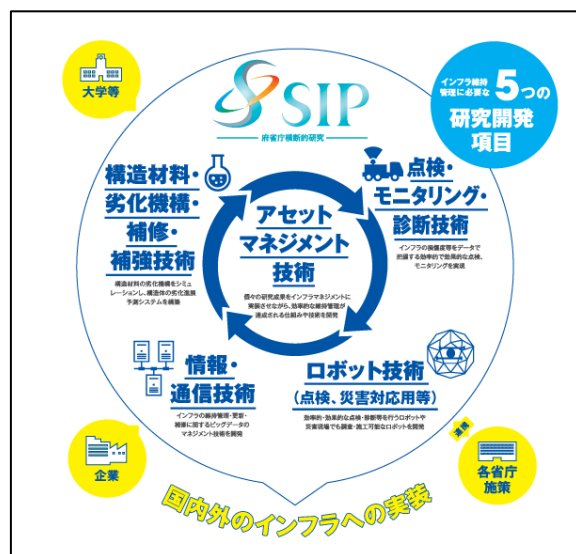 大学等
SIP
府省庁横断的研究
インフラ維持
管理に必要な
5つの
研究開発
項目
構造材料・
劣化機構・
補修・
補強技術
構造材料の劣化機構をシミュ
レーションし、構造体の劣化進展
予測システムを構築
点検・
モニタリング・
診断技術
インフラの損傷度等をデータで
把握する効率的で効果的な点検、
モニタリングを実現
アセット
マネジメント
技術
個々の研究成果をインフラマネジメントに
実装させながら、効率的な維持管理が
達成される仕組みや技術を開発
情報・
通信技術
インフラの維持管理・更新・
補修に関するビッグデータの
マネジメント技術を開発
ロボット技術
(点検、災害対応用等)
効率的・効果的な点検・診断等を行うロボットや
災害現場でも調査・施工可能なロボットを開発
企業
連携
各省庁
施策
国内外のインフラへの実装